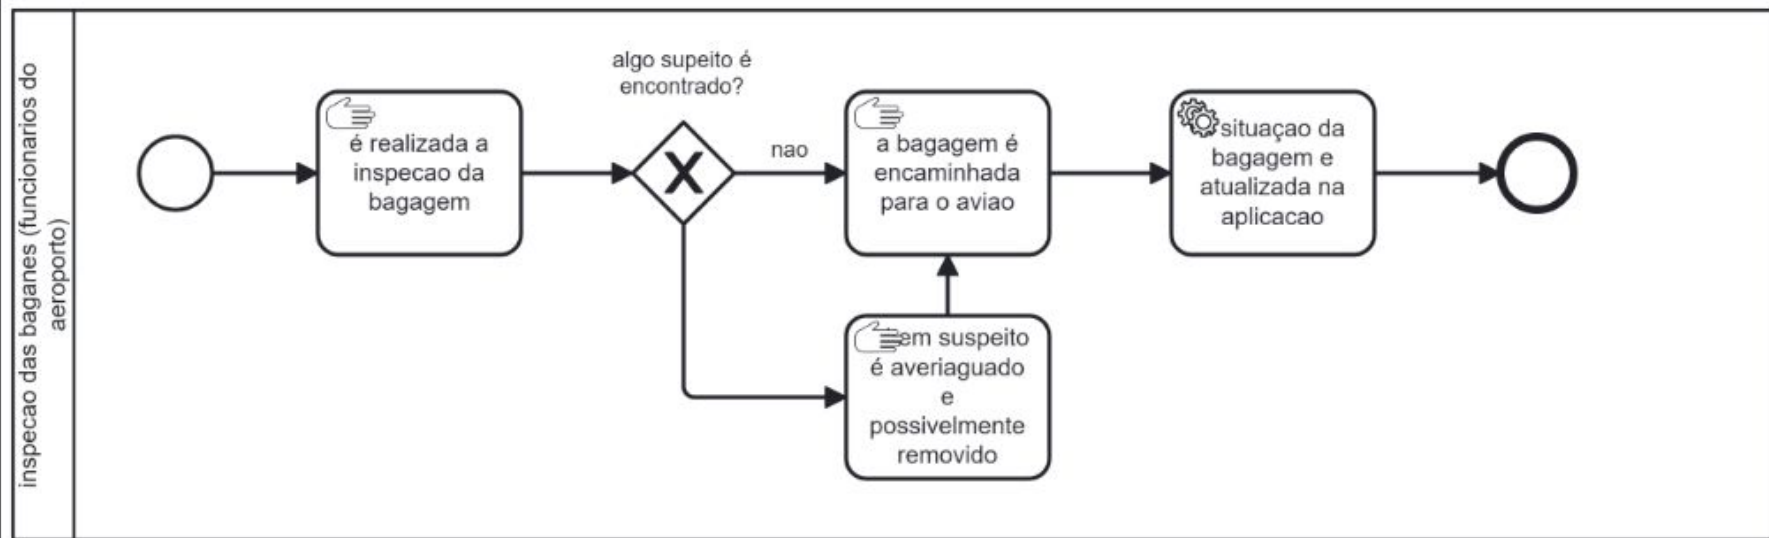 inspecao das baganes (funcionarios do
aeroporto)
é realizada a
inspecao da
bagagem
algo supeito é
encontrado?
nao
a bagagem é
encaminhada
para o aviao
situaçao da
bagagem e
atualizada na
aplicacao
suspeito
é averiaguado
e
possivelmente
removido